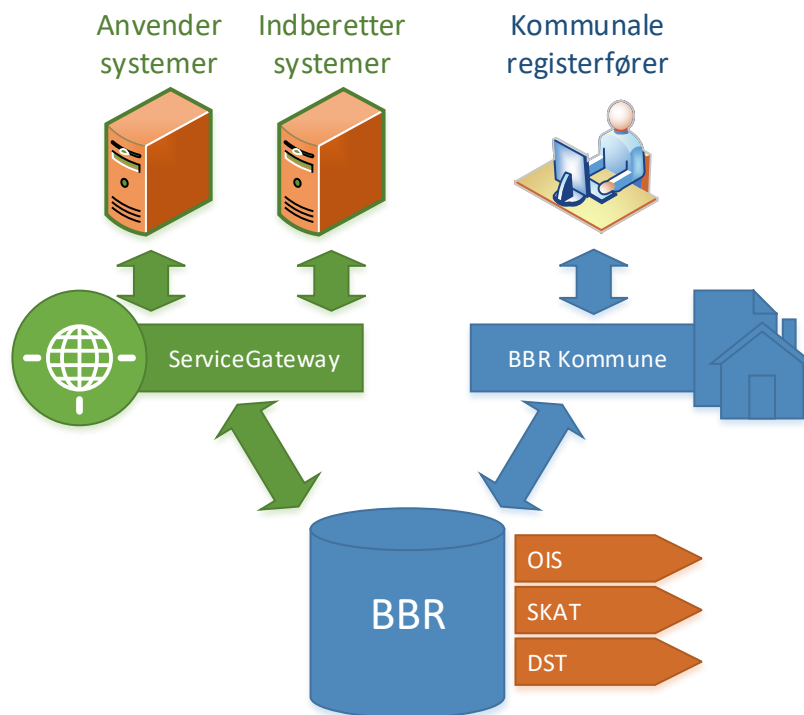 Anvender
systemer
Indberetter
systemer
Kommunale
registerfører
ServiceGateway
BBR Kommune
BBR
OIS
SKAT
DST